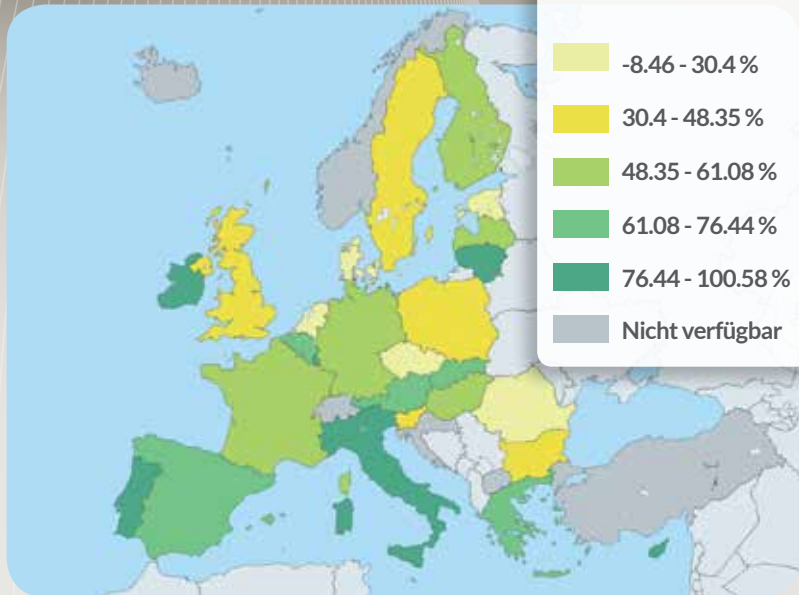 -8.46 - 30.4 %
30.4 - 48.35 %
48.35 - 61.08 %
61.08 - 76.44 %
76.44 - 100.58 %
Nicht verfügbar